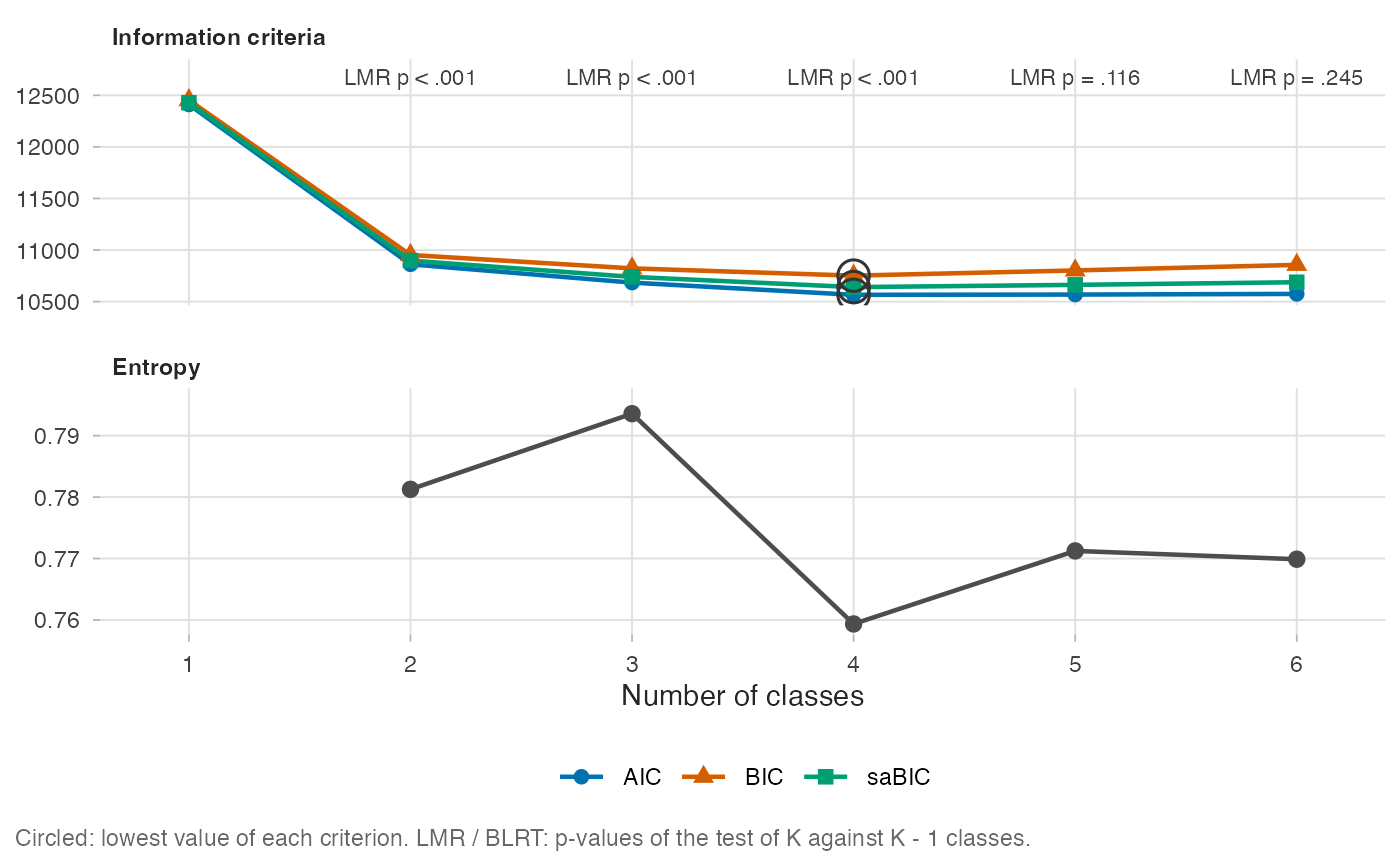 Information criteria
LMR p < .001 LMR p < .001 LMR p < .001 LMR p = .116 LMR p = .245
12500
12000
11500
11000
10500
Entropy
0.79
0.78
0.77
0.76
1 2 3 4 5 6
Number of classes
AIC BIC saBIC
Circled: lowest value of each criterion. LMR / BLRT: p-values of the test of K against K - 1 classes.